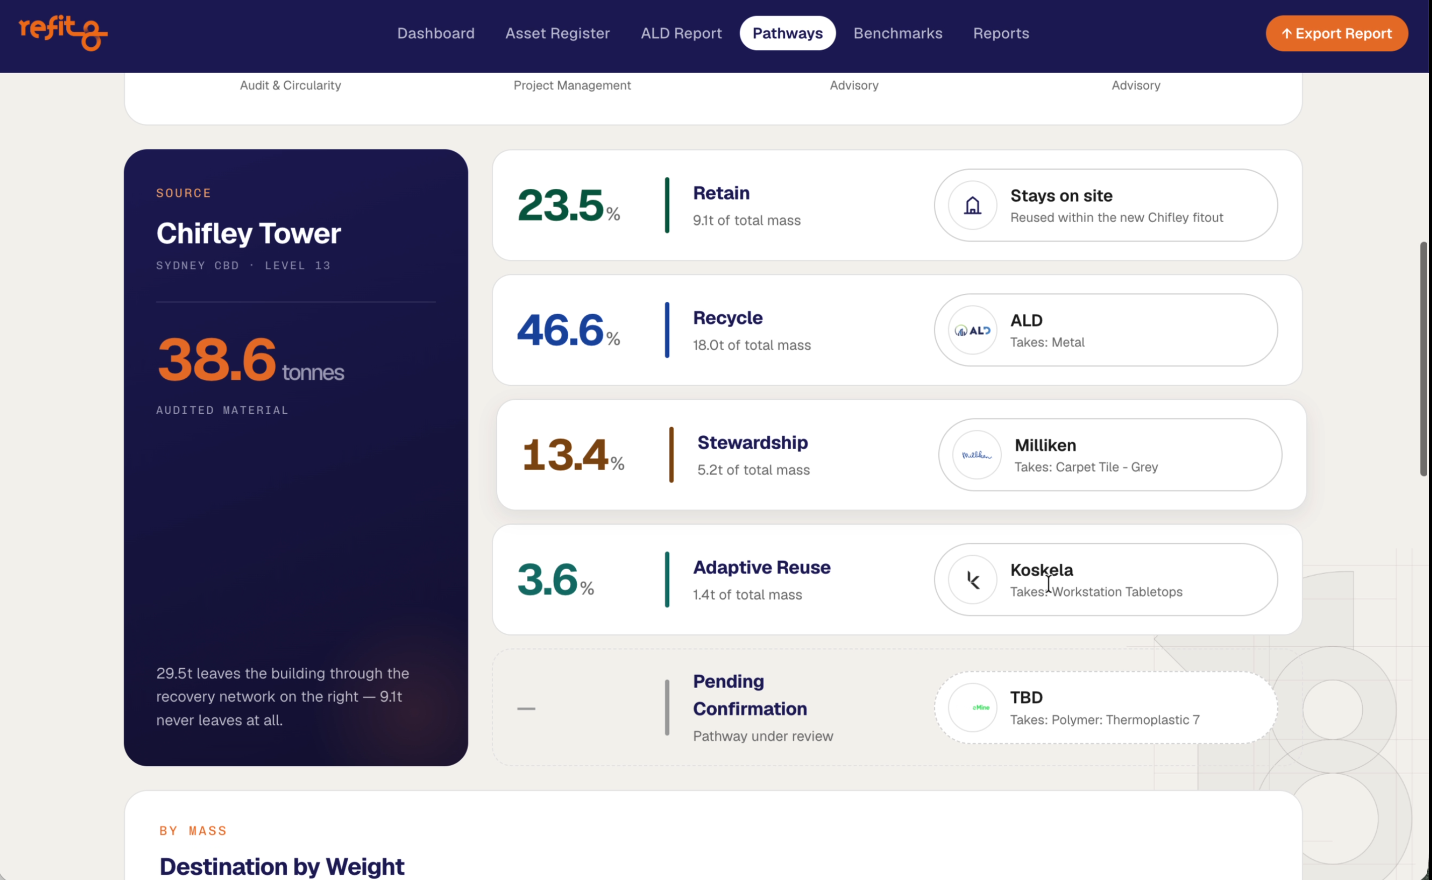 refit
Dashboard
Asset Register
ALD Report
Pathways
Benchmarks
Reports
↑ Export Report
Audit & Circularity
Project Management
Advisory
Advisory
SOURCE
Chifley Tower
SYDNEY CBD · LEVEL 13
38.6 tonnes
AUDITED MATERIAL
29.5t leaves the building through the
recovery network on the right — 9.1t
never leaves at all.
23.5%
Retain
9.1t of total mass
Stays on site
Reused within the new Chifley fitout
46.6%
Recycle
18.0t of total mass
ALD
ALD
Takes: Metal
13.4%
Stewardship
5.2t of total mass
Milliken
Milliken
Takes: Carpet Tile - Grey
3.6%
Adaptive Reuse
1.4t of total mass
Koskela
Takes: Workstation Tabletops
—
Pending
Confirmation
Pathway under review
TBD
Takes: Polymer: Thermoplastic 7
BY MASS
Destination by Weight